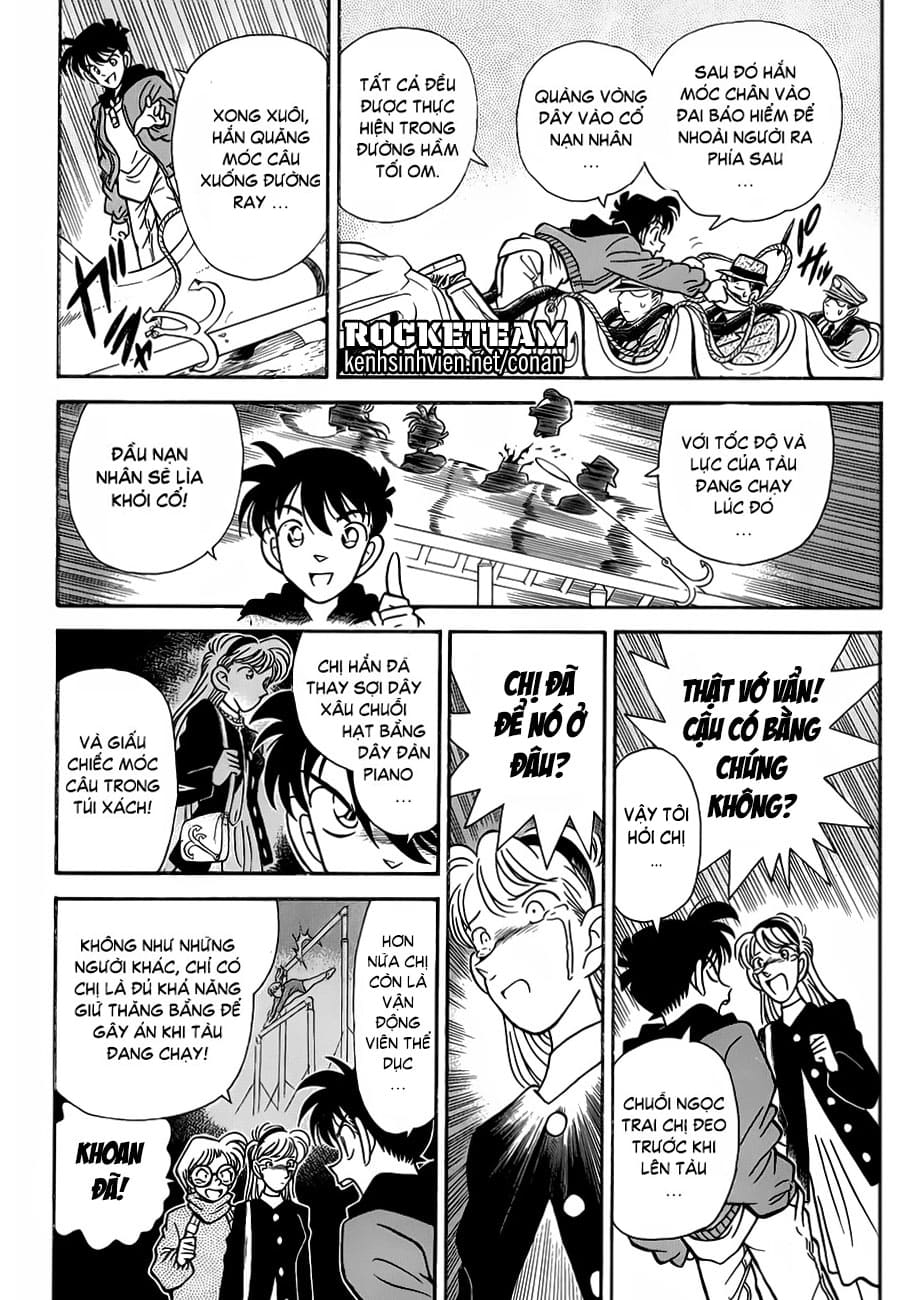 SAU ĐÓ HẮN
MÓC CHÂN VÀO
ĐAI BẢO HIỂM ĐỂ
NHOÀI NGƯỜI RA
PHÍA SAU
...
QUÀNG VÒNG
DÂY VÀO CỔ
NẠN NHÂN
...
TẤT CẢ ĐỀU
ĐƯỢC THỰC
HIỆN TRONG
ĐƯỜNG HẦM
TỐI OM.
XONG XUÔI,
HẮN QUĂNG
MÓC CÂU
XUỐNG ĐƯỜNG
RAY ...
ROCKETEAM
kenhsinhvien.net/conan
VỚI TỐC ĐỘ VÀ
LỰC CỦA TÀU
ĐANG CHẠY
LÚC ĐÓ
...
ĐẦU NẠN
NHÂN SẼ LÌA
KHỎI CỔ!
THẬT VỚ VẨN!
CẬU CÓ BẰNG
CHỨNG
KHÔNG?
VẬY TÔI
HỎI CHỊ
...
CHUỖI NGỌC
TRAI CHỊ ĐEO
TRƯỚC KHI
LÊN TÀU
...
CHỊ ĐÃ
ĐỂ NÓ Ở
ĐÂU?
CHỊ HẲN ĐÃ
THAY SỢI DÂY
XÂU CHUỖI
HẠT BẰNG
DÂY ĐÀN
PIANO
...
VÀ GIẤU
CHIẾC MÓC
CÂU TRONG
TÚI XÁCH!
HƠN
NỮA CHỊ
CÒN LÀ
VẬN
ĐỘNG
VIÊN THỂ
DỤC
...
KHÔNG NHƯ NHỮNG
NGƯỜI KHÁC, CHỈ CÓ
CHỊ LÀ ĐỦ KHẢ NĂNG
GIỮ THĂNG BẰNG ĐỂ
GÂY ÁN KHI TÀU
ĐANG CHẠY!
KHOAN
ĐÃ!